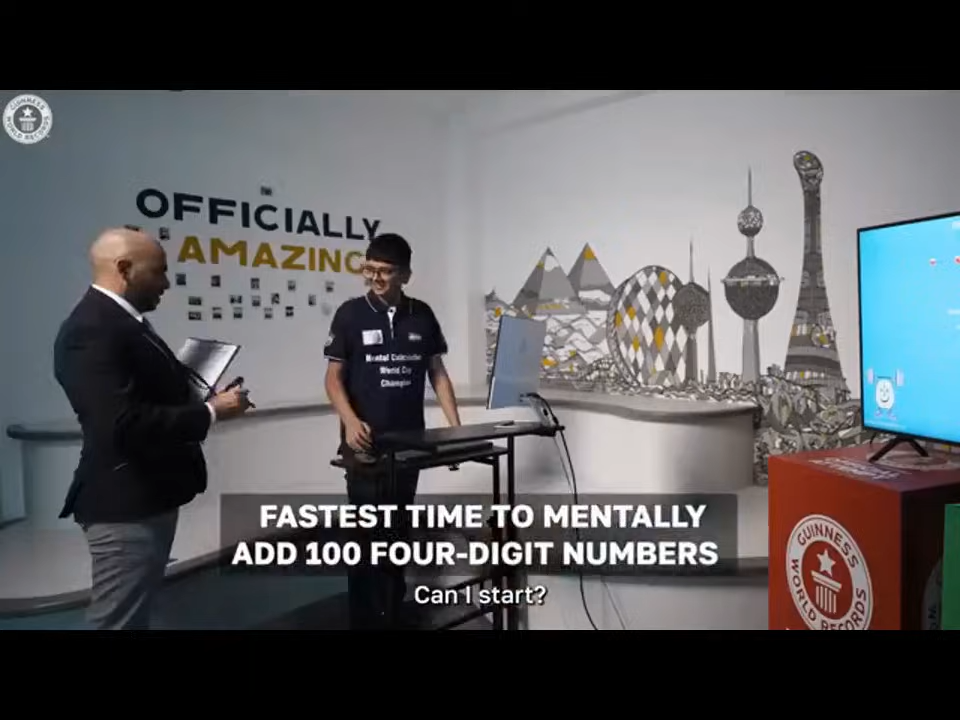 GUINNESS
WORLD RECORDS
OFFICIALLY
AMAZING
Mental Calculation
World Cup
Champion
FASTEST TIME TO MENTALLY
ADD 100 FOUR-DIGIT NUMBERS
Can I start?
GUINNESS
WORLD RECORDS